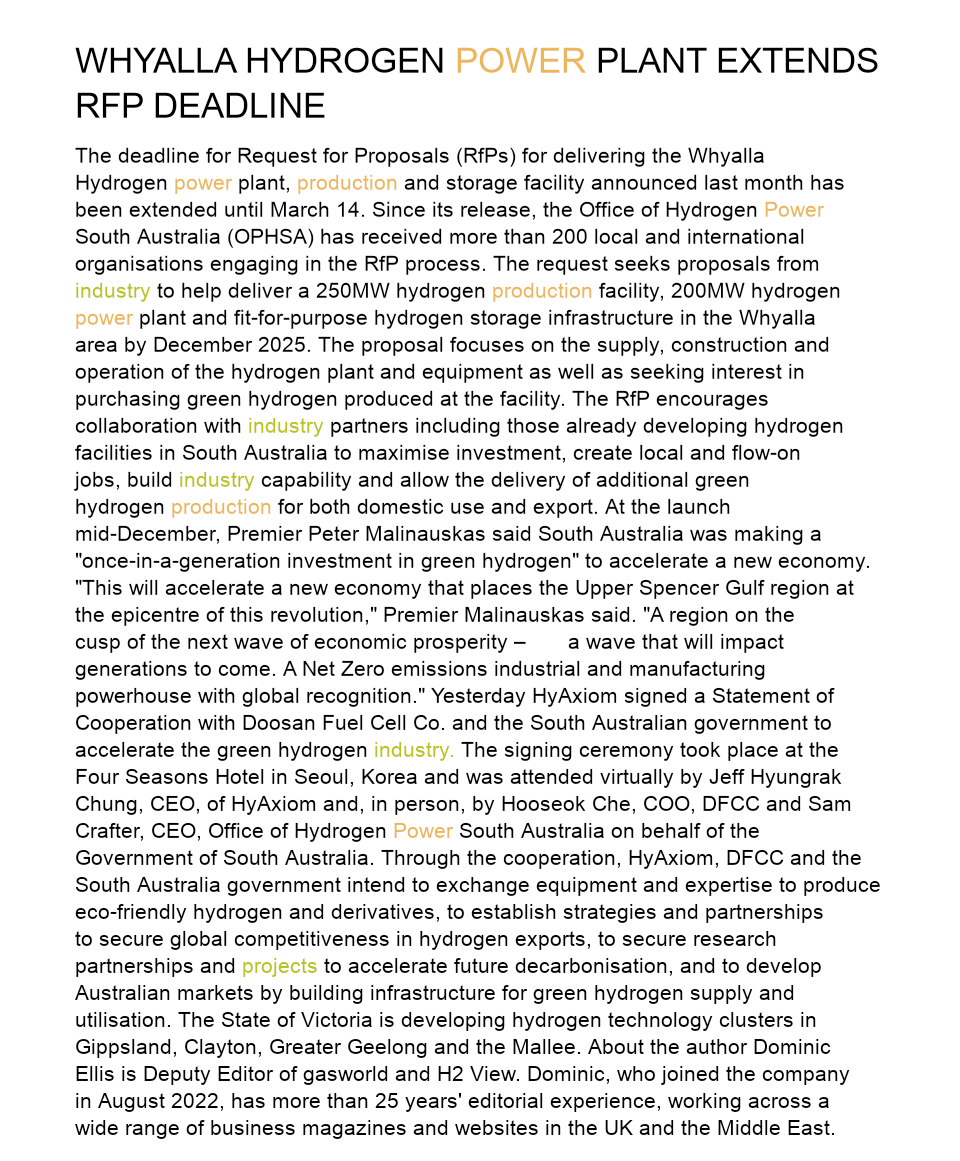 WHYALLA HYDROGEN POWER PLANT EXTENDS
RFP DEADLINE
The deadline for Request for Proposals (RfPs) for delivering the Whyalla
Hydrogen power plant, production and storage facility announced last month has
been extended until March 14. Since its release, the Office of Hydrogen Power
South Australia (OPHSA) has received more than 200 local and international
organisations engaging in the RfP process. The request seeks proposals from
industry to help deliver a 250MW hydrogen production facility, 200MW hydrogen
power plant and fit-for-purpose hydrogen storage infrastructure in the Whyalla
area by December 2025. The proposal focuses on the supply, construction and
operation of the hydrogen plant and equipment as well as seeking interest in
purchasing green hydrogen produced at the facility. The RfP encourages
collaboration with industry partners including those already developing hydrogen
facilities in South Australia to maximise investment, create local and flow-on
jobs, build industry capability and allow the delivery of additional green
hydrogen production for both domestic use and export. At the launch
mid-December, Premier Peter Malinauskas said South Australia was making a
"once-in-a-generation investment in green hydrogen" to accelerate a new economy.
"This will accelerate a new economy that places the Upper Spencer Gulf region at
the epicentre of this revolution," Premier Malinauskas said. "A region on the
cusp of the next wave of economic prosperity – a wave that will impact
generations to come. A Net Zero emissions industrial and manufacturing
powerhouse with global recognition." Yesterday HyAxiom signed a Statement of
Cooperation with Doosan Fuel Cell Co. and the South Australian government to
accelerate the green hydrogen industry. The signing ceremony took place at the
Four Seasons Hotel in Seoul, Korea and was attended virtually by Jeff Hyungrak
Chung, CEO, of HyAxiom and, in person, by Hooseok Che, COO, DFCC and Sam
Crafter, CEO, Office of Hydrogen Power South Australia on behalf of the
Government of South Australia. Through the cooperation, HyAxiom, DFCC and the
South Australia government intend to exchange equipment and expertise to produce
eco-friendly hydrogen and derivatives, to establish strategies and partnerships
to secure global competitiveness in hydrogen exports, to secure research
partnerships and projects to accelerate future decarbonisation, and to develop
Australian markets by building infrastructure for green hydrogen supply and
utilisation. The State of Victoria is developing hydrogen technology clusters in
Gippsland, Clayton, Greater Geelong and the Mallee. About the author Dominic
Ellis is Deputy Editor of gasworld and H2 View. Dominic, who joined the company
in August 2022, has more than 25 years' editorial experience, working across a
wide range of business magazines and websites in the UK and the Middle East.